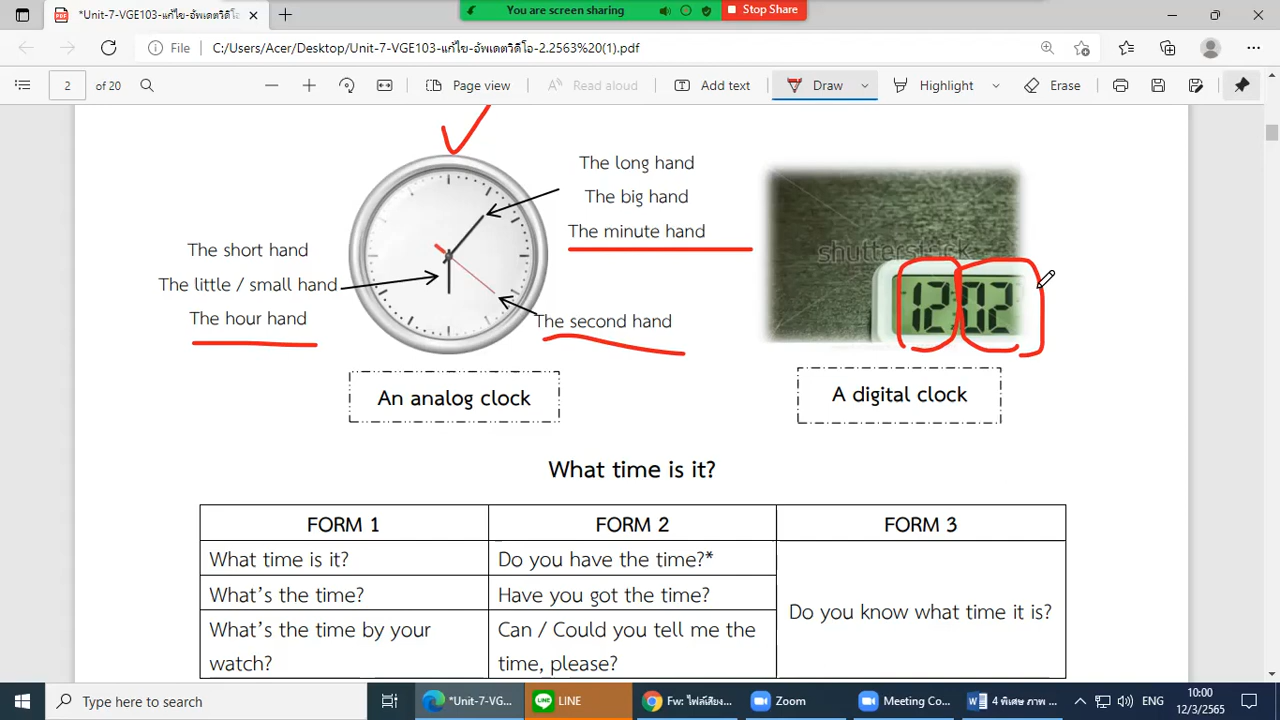 *Unit-7-VGE103-แก้ไข-อัพเดตวิดีโอ
You are screen sharing
Stop Share
File
C:/Users/Acer/Desktop/Unit-7-VGE103-แก้ไข-อัพเดตวิดีโอ-2.2563%20(1).pdf
2 of 20
Page view
Read aloud
Add text
Draw
Highlight
Erase
The long hand
The big hand
The minute hand
The short hand
The little / small hand
The hour hand
The second hand
shutterstock
12:02
An analog clock
A digital clock
What time is it?
FORM 1 FORM 2 FORM 3
What time is it? Do you have the time?*
What's the time? Have you got the time?
Do you know what time it is?
What's the time by your watch?
Can / Could you tell me the time, please?
Type here to search
*Unit-7-VG...
LINE
Fw: ไฟล์เสียง...
Zoom
Meeting Co...
4 พิเศษ ภาพ ...
ENG
10:00
12/3/2565